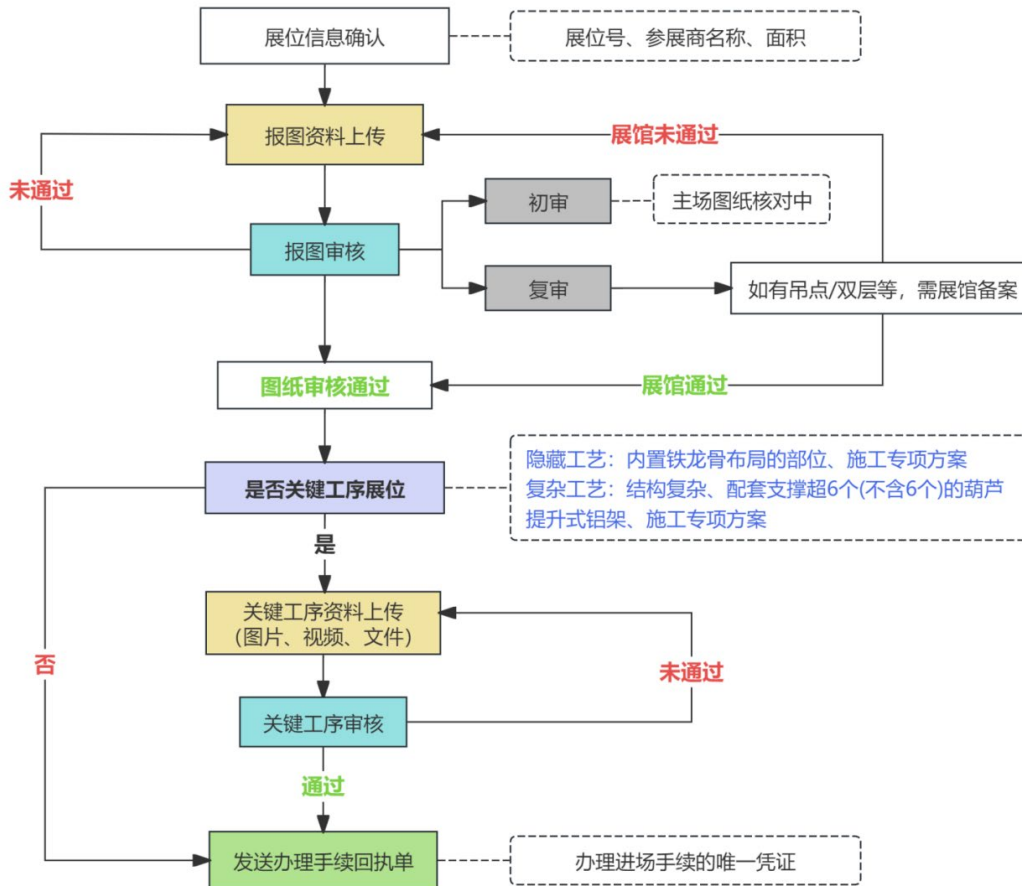 展位信息确认
展位号、参展商名称、面积
报图资料上传
展馆未通过
未通过
初审
主场图纸核对中
报图审核
复审
如有吊点/双层等，需展馆备案
图纸审核通过
展馆通过
是否关键工序展位
隐藏工艺：内置铁龙骨布局的部位、施工专项方案
复杂工艺：结构复杂、配套支撑超6个(不含6个)的葫芦
提升式铝架、施工专项方案
是
关键工序资料上传
（图片、视频、文件）
否
未通过
关键工序审核
通过
发送办理手续回执单
办理进场手续的唯一凭证